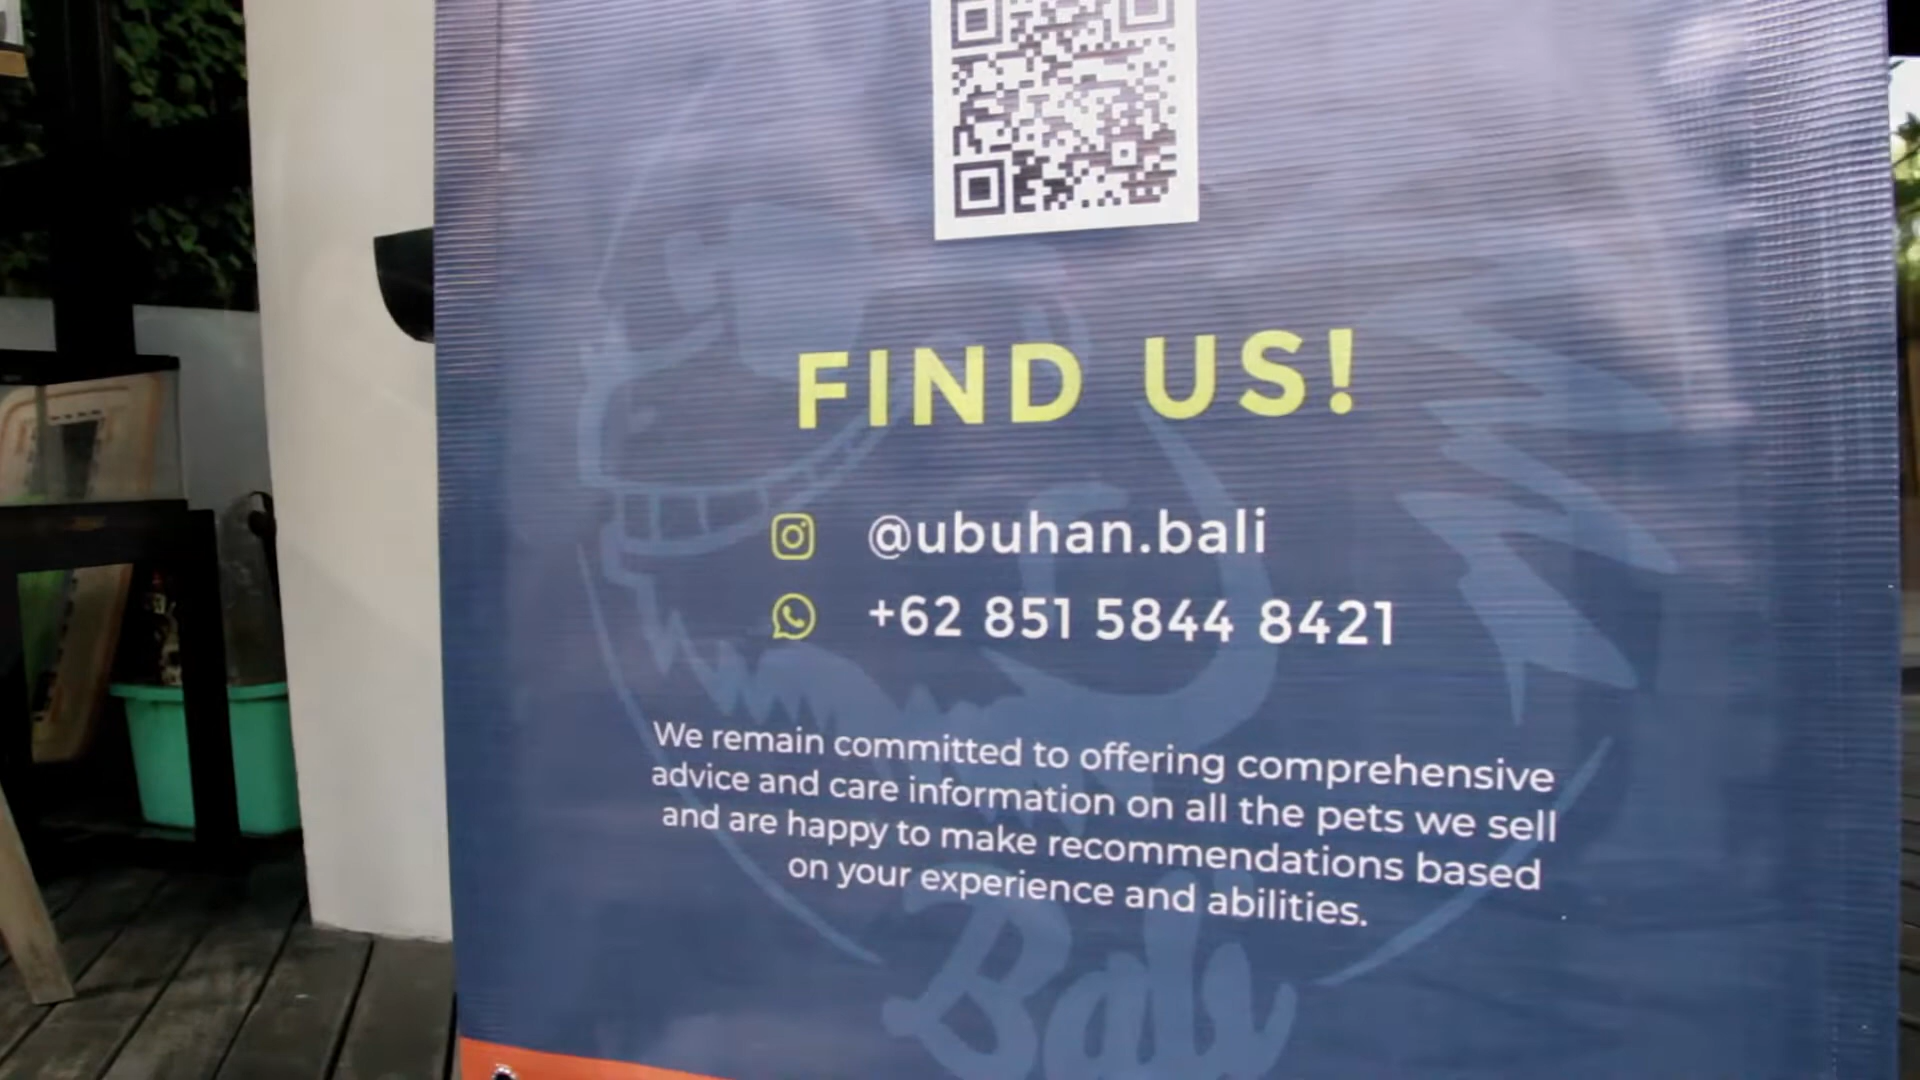 FIND US!
@ubuhan.bali
+62 851 5844 8421
We remain committed to offering comprehensive
advice and care information on all the pets we sell
and are happy to make recommendations based
on your experience and abilities.
Bali